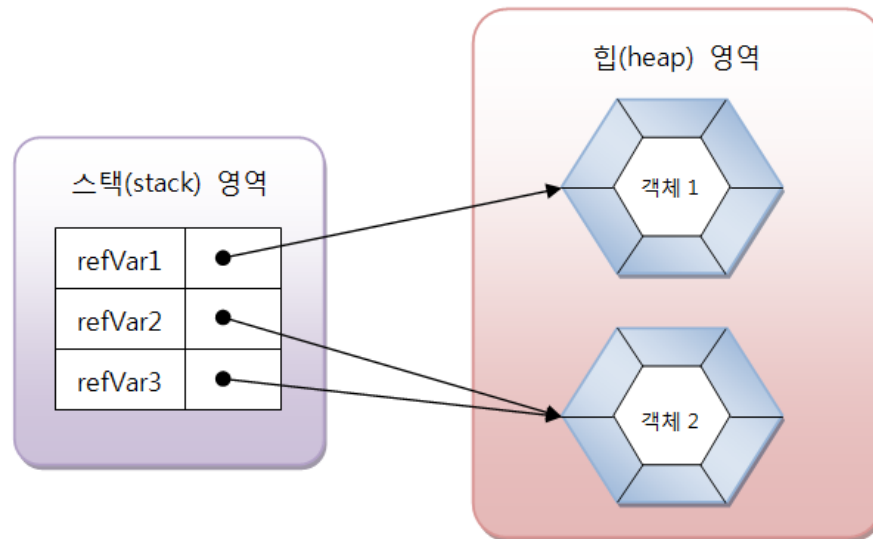 힙(heap) 영역
객체 1
스택(stack) 영역
refVar1
refVar2
refVar3
객체 2